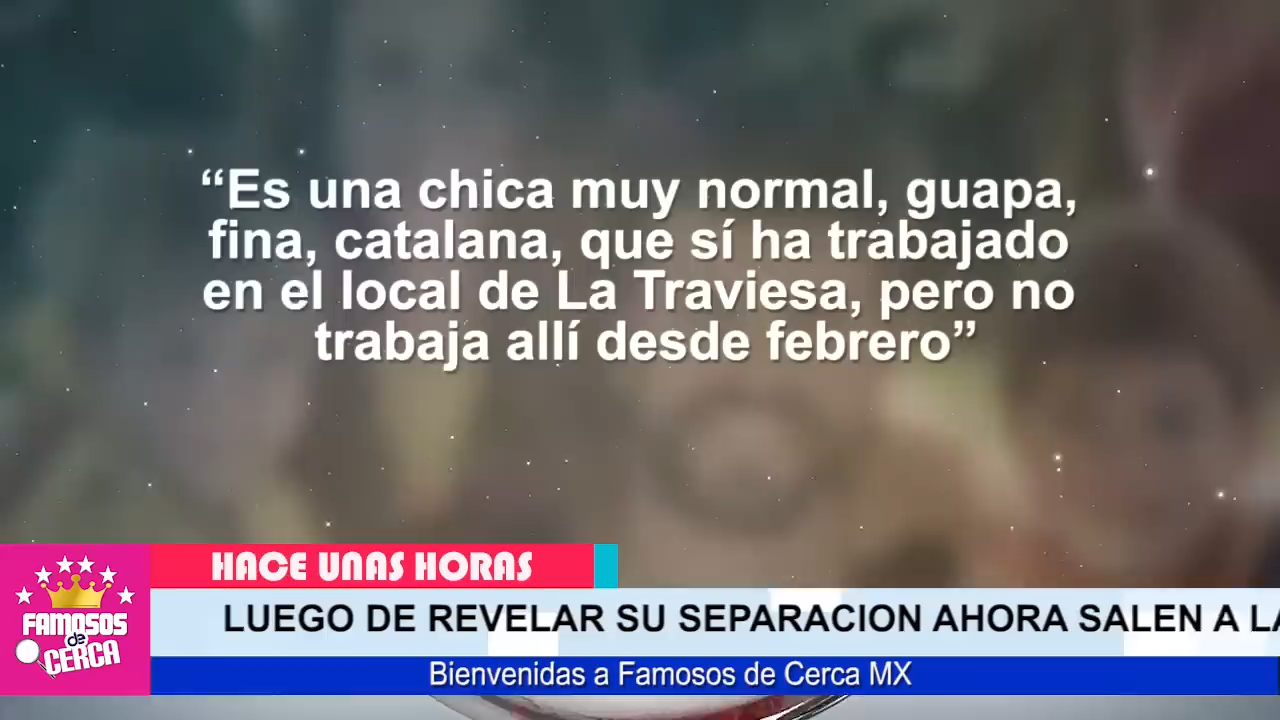 “Es una chica muy normal, guapa,
fina, catalana, que sí ha trabajado
en el local de La Traviesa, pero no
trabaja allí desde febrero”
HACE UNAS HORAS
FAMOSOS
de
CERCA
LUEGO DE REVELAR SU SEPARACION AHORA SALEN A LA
Bienvenidas a Famosos de Cerca MX